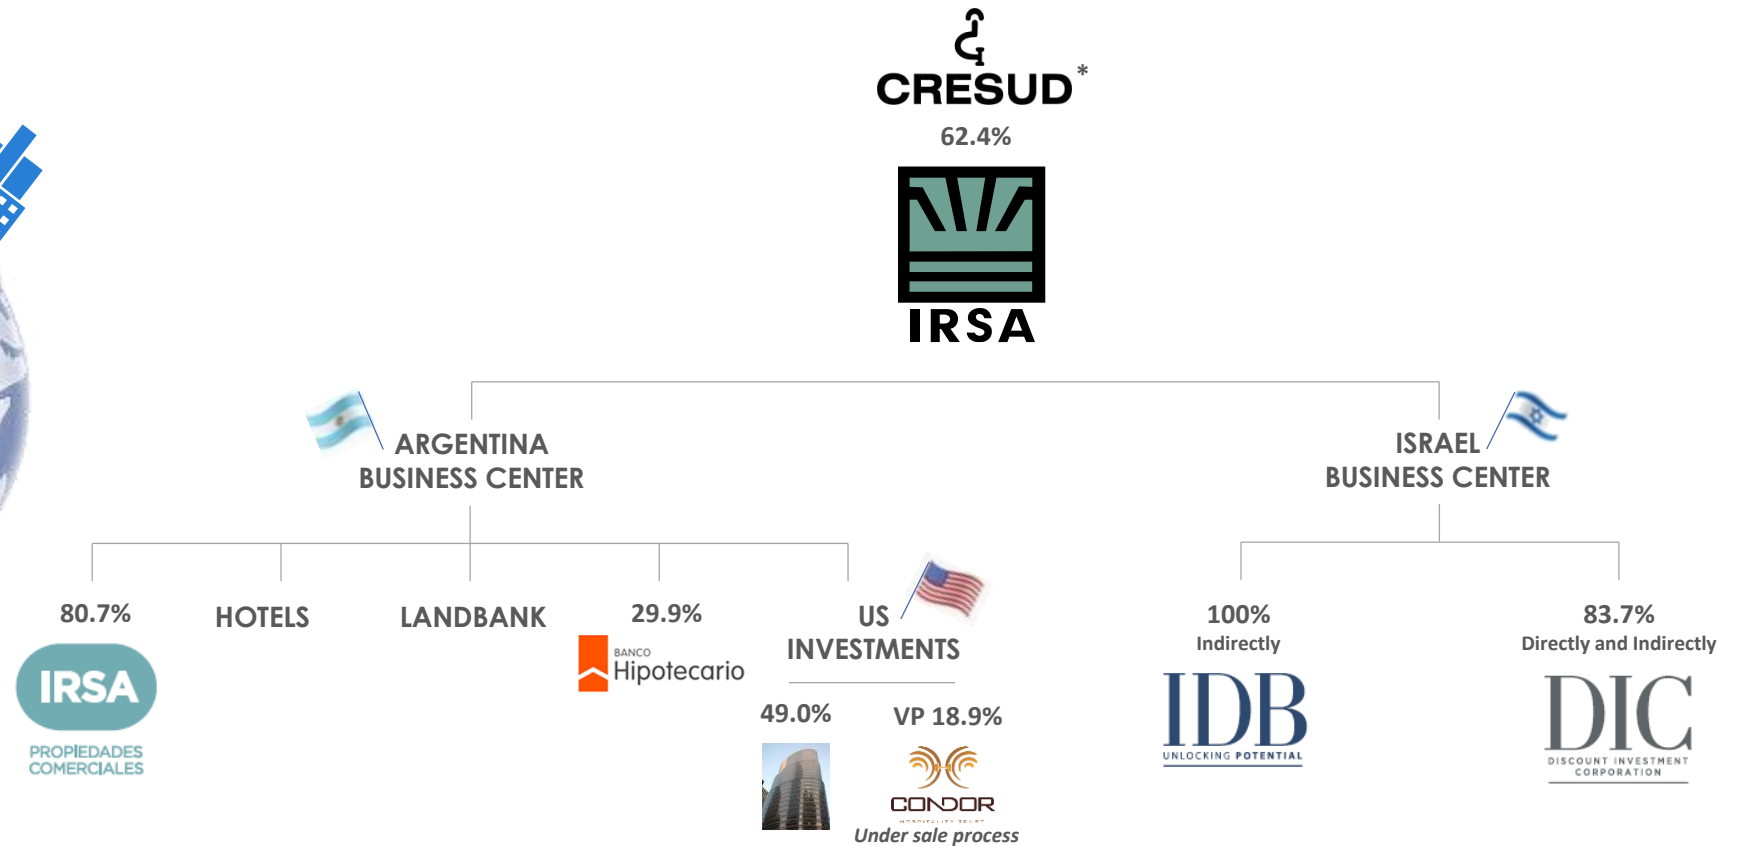 CRESUD*
62.4%
IRSA
ARGENTINA
BUSINESS CENTER
ISRAEL
BUSINESS CENTER
80.7%
IRSA
PROPIEDADES
COMERCIALES
HOTELS
LANDBANK
29.9%
BANCO
Hipotecario
US
INVESTMENTS
49.0%
VP 18.9%
CONDOR
HOSPITALITY TRUST
Under sale process
100%
Indirectly
IDB
UNLOCKING POTENTIAL
83.7%
Directly and Indirectly
DIC
DISCOUNT INVESTMENT
CORPORATION